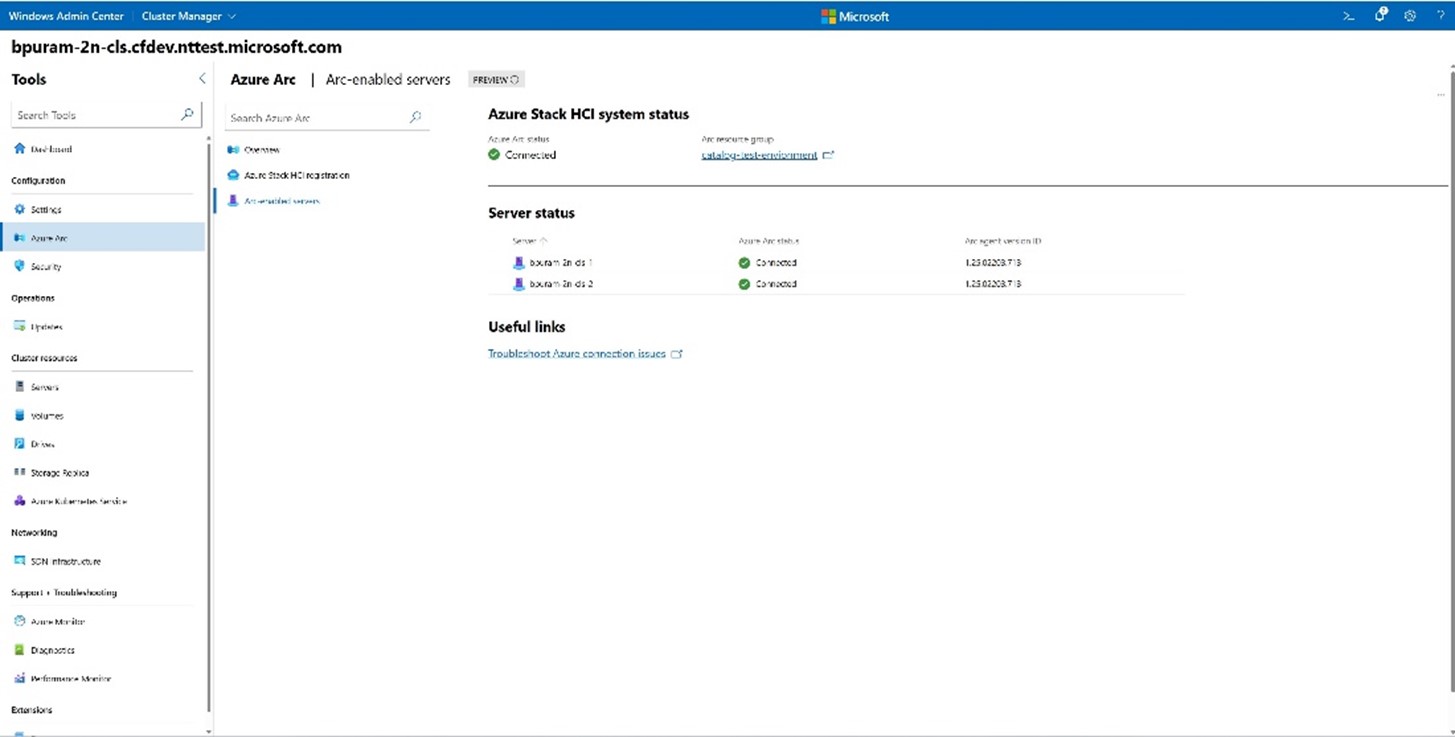 Windows Admin Center | Cluster Manager
Microsoft
bpuram-2n-cls.cfdev.nttest.microsoft.com
Tools
Search Tools
Dashboard
Configuration
Settings
Azure Arc
Security
Operations
Updates
Cluster resources
Servers
Volumes
Drives
Storage Replica
Azure Kubernetes Service
Networking
SDN Infrastructure
Support + Troubleshooting
Azure Monitor
Diagnostics
Performance Monitor
Extensions
Azure Arc | Arc-enabled servers PREVIEW
Search Azure Arc
Overview
Azure Stack HCI registration
Arc-enabled servers
Azure Stack HCI system status
Azure Arc status Arc resource group
Connected catalog-test-envionment
Server status
Server Azure Arc status Arc agent version ID
bpuram-2n-cls-1 Connected 1.25.02203.713
bpuram-2n-cls-2 Connected 1.25.02203.713
Useful links
Troubleshoot Azure connection issues